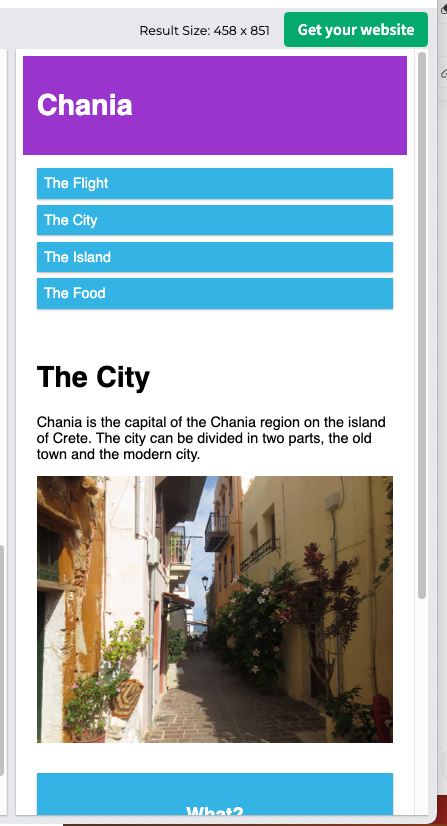 Result Size: 458 x 851
Get your website
Chania
The Flight
The City
The Island
The Food
The City
Chania is the capital of the Chania region on the island
of Crete. The city can be divided in two parts, the old
town and the modern city.
What?